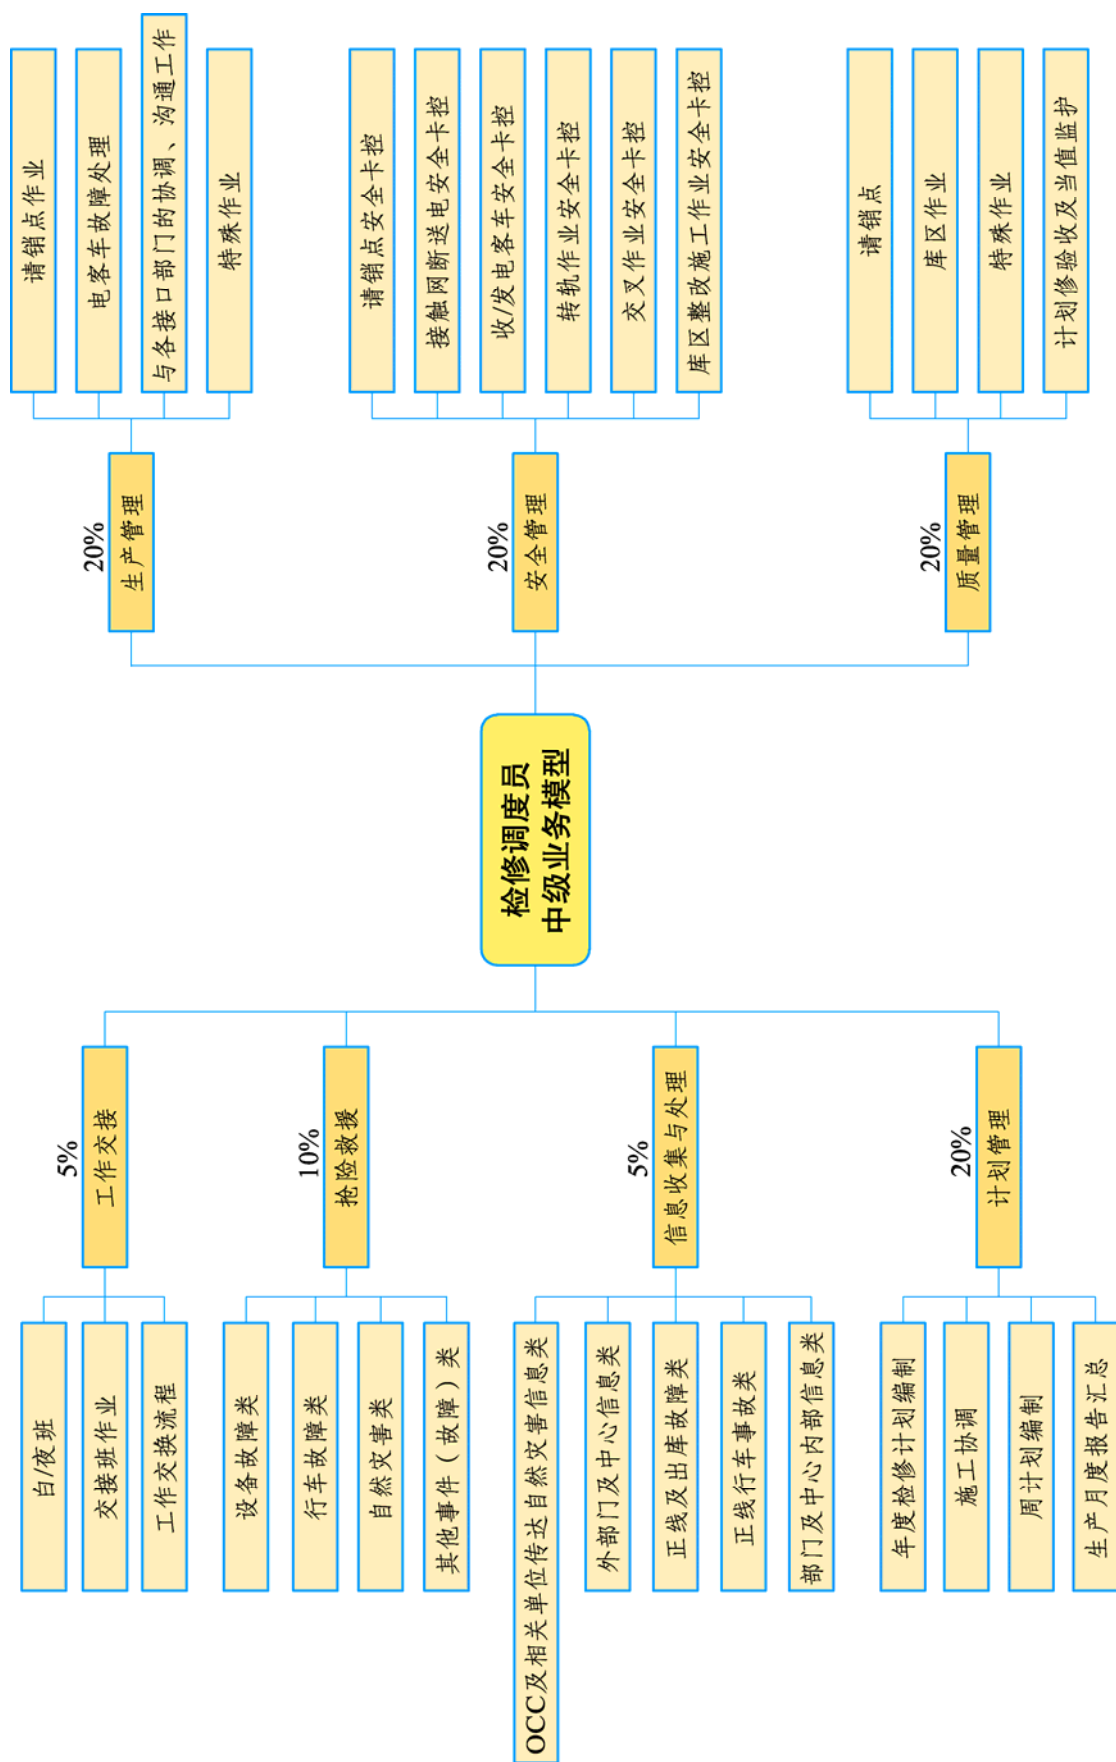 检修调度员
中级业务模型
5%
工作交接
白/夜班
交接班作业
工作交换流程
10%
抢险救援
设备故障类
行车故障类
自然灾害类
其他事件（故障）类
5%
信息收集与处理
OCC及相关单位传达自然灾害信息类
外部门及中心信息类
正线及出库故障类
正线行车事故类
部门及中心内部信息类
20%
计划管理
年度检修计划编制
施工协调
周计划编制
生产月度报告汇总
20%
生产管理
请销点作业
电客车故障处理
与各接口部门的协调、沟通工作
特殊作业
20%
安全管理
请销点安全卡控
接触网断送电安全卡控
收/发电客车安全卡控
转轨作业安全卡控
交叉作业安全卡控
库区整改施工作业安全卡控
20%
质量管理
请销点
库区作业
特殊作业
计划修验收及当值监护